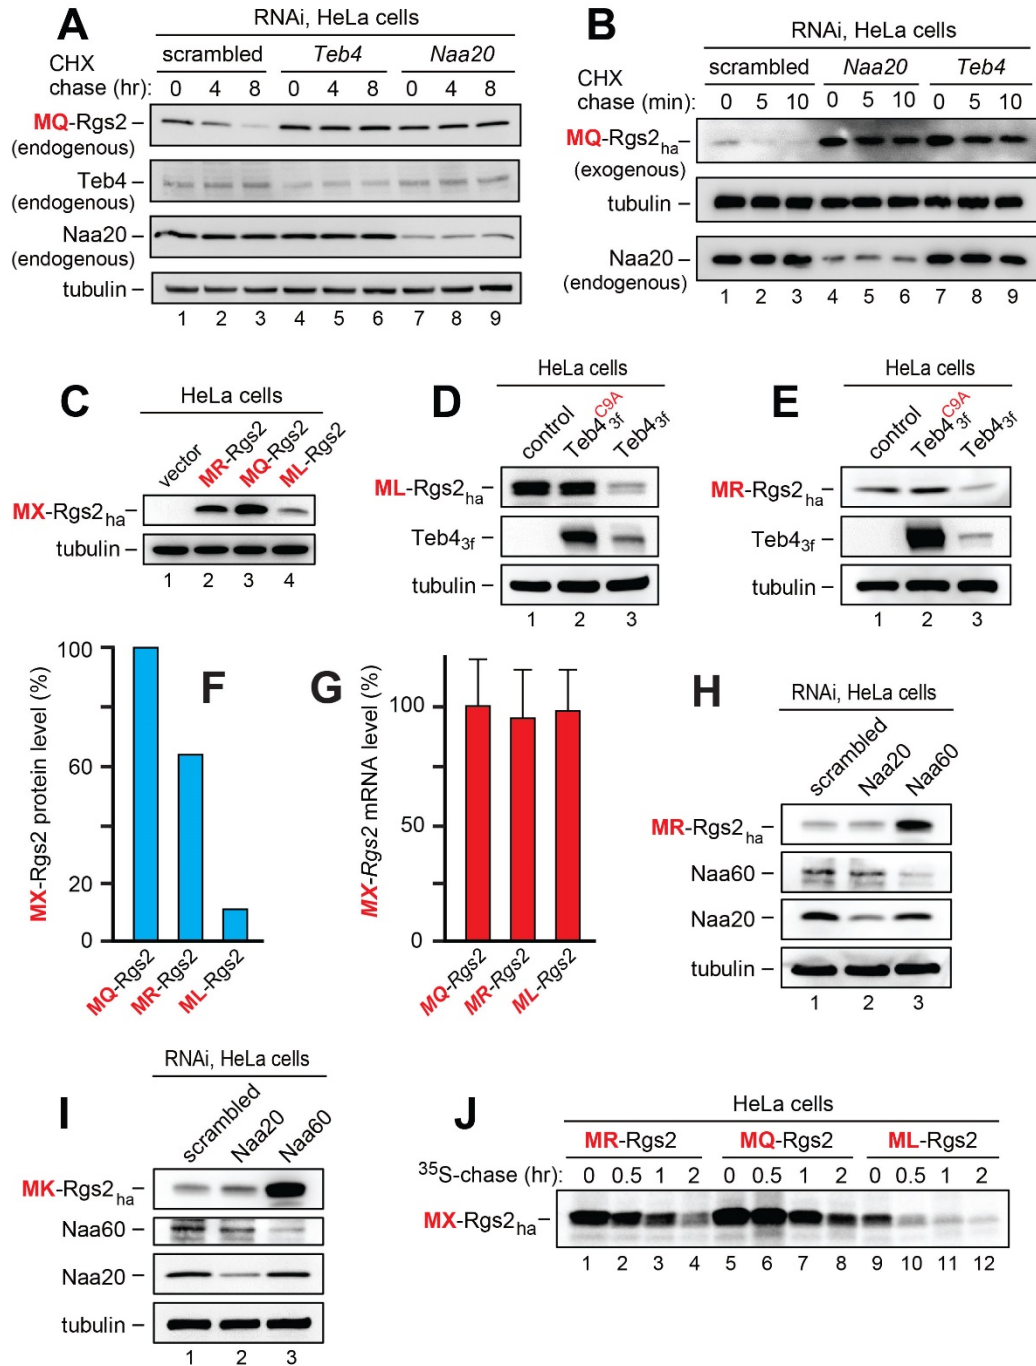 A
RNAi, HeLa cells
scrambled Teb4 Naa20
CHX
chase (hr): 0 4 8 0 4 8 0 4 8
MQ-Rgs2 –
(endogenous)
Teb4 –
(endogenous)
Naa20 –
(endogenous)
tubulin –
1 2 3 4 5 6 7 8 9
B
RNAi, HeLa cells
scrambled Naa20 Teb4
CHX
chase (min): 0 5 10 0 5 10 0 5 10
MQ-Rgs2ha–
(exogenous)
tubulin –
Naa20 –
(endogenous)
1 2 3 4 5 6 7 8 9
C
HeLa cells
vector MR-Rgs2 MQ-Rgs2 ML-Rgs2
MX-Rgs2ha–
tubulin –
1 2 3 4
D
HeLa cells
control Teb4C9A3f Teb43f
ML-Rgs2ha–
Teb43f –
tubulin –
1 2 3
E
HeLa cells
control Teb4C9A3f Teb43f
MR-Rgs2ha–
Teb43f –
tubulin –
1 2 3
F
MX-Rgs2 protein level (%)
100
60
20
0
MQ-Rgs2 MR-Rgs2 ML-Rgs2
G
MX-Rgs2 mRNA level (%)
100
50
0
MQ-Rgs2 MR-Rgs2 ML-Rgs2
H
RNAi, HeLa cells
scrambled Naa20 Naa60
MR-Rgs2ha–
Naa60 –
Naa20 –
tubulin –
1 2 3
I
RNAi, HeLa cells
scrambled Naa20 Naa60
MK-Rgs2ha–
Naa60 –
Naa20 –
tubulin –
1 2 3
J
HeLa cells
MR-Rgs2 MQ-Rgs2 ML-Rgs2
35S-chase (hr): 0 0.5 1 2 0 0.5 1 2 0 0.5 1 2
MX-Rgs2ha–
1 2 3 4 5 6 7 8 9 10 11 12